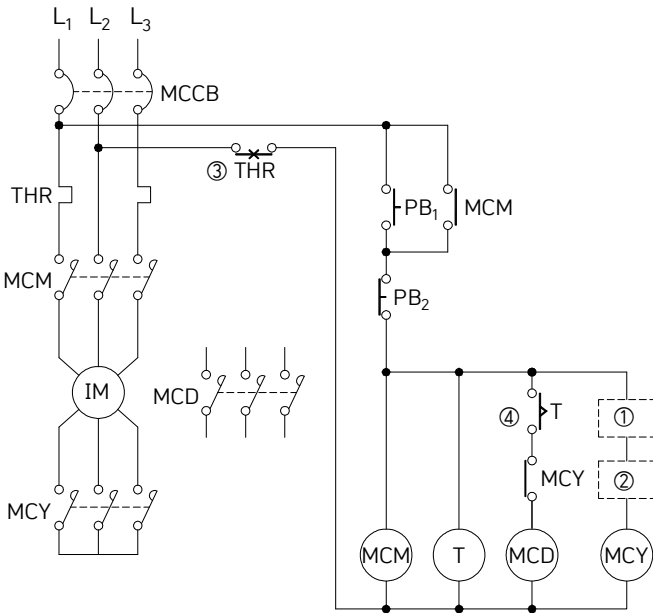 L1 L2 L3
MCCB
③ THR
THR
PB1 MCM
MCM
PB2
IM
MCD
④ T
①
MCY
②
MCY
MCM T MCD MCY